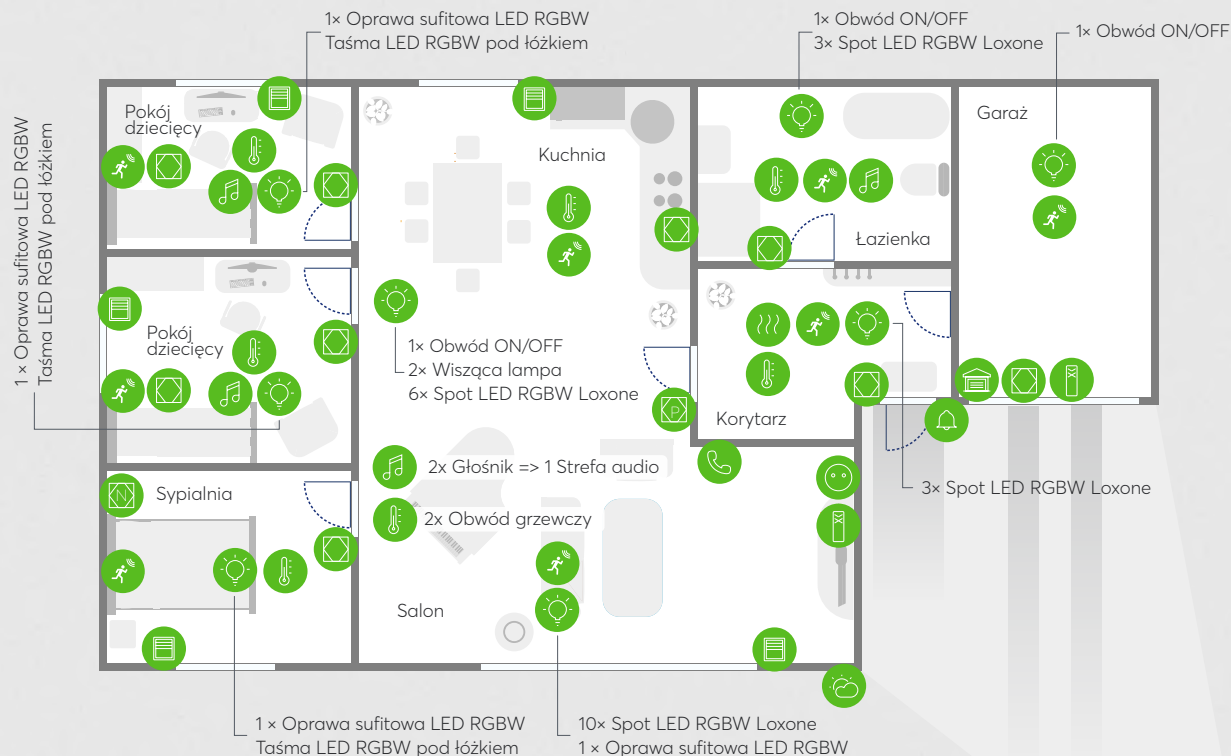 1× Oprawa sufitowa LED RGBW
Taśma LED RGBW pod łóżkiem
1× Obwód ON/OFF
3× Spot LED RGBW Loxone
1× Obwód ON/OFF
Pokój
dziecięcy
Kuchnia
Garaż
Łazienka
1 × Oprawa sufitowa LED RGBW
Taśma LED RGBW pod łóżkiem
Pokój
dziecięcy
1× Obwód ON/OFF
2× Wisząca lampa
6× Spot LED RGBW Loxone
P
Korytarz
2x Głośnik => 1 Strefa audio
3× Spot LED RGBW Loxone
N
Sypialnia
2x Obwód grzewczy
Salon
1 × Oprawa sufitowa LED RGBW
Taśma LED RGBW pod łóżkiem
10× Spot LED RGBW Loxone
1 × Oprawa sufitowa LED RGBW